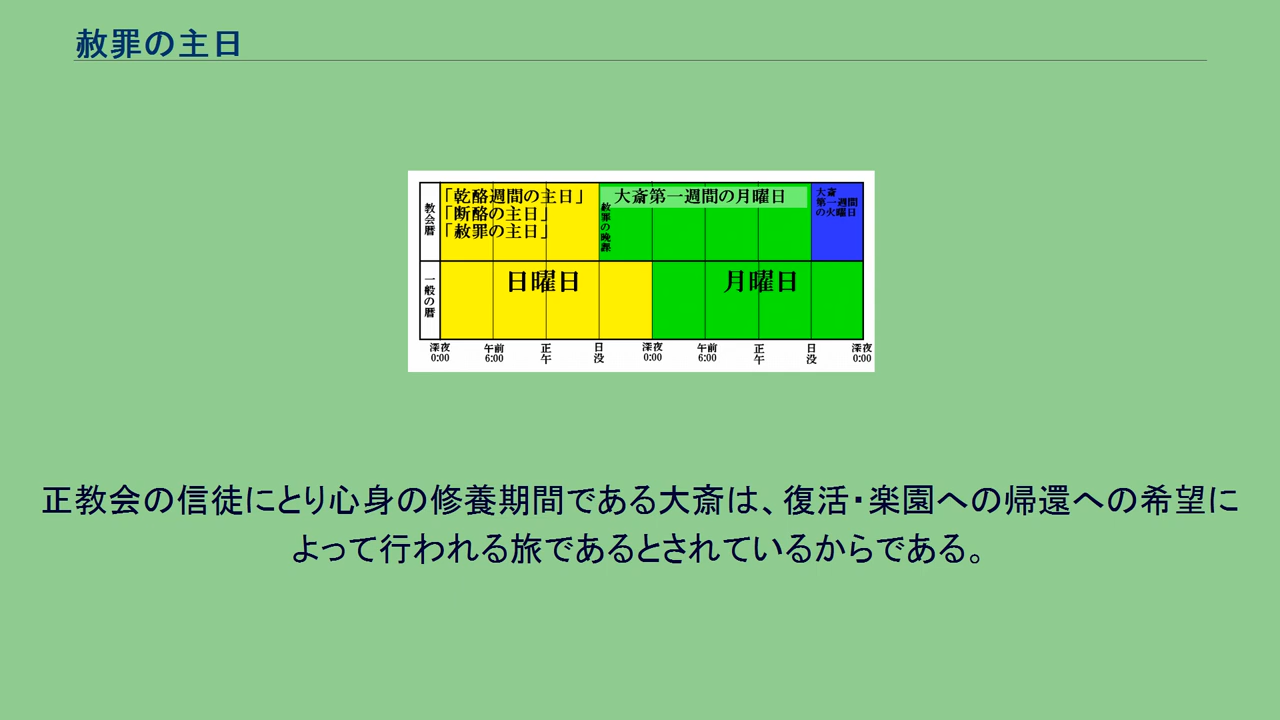 赦罪の主日
教会暦
「乾酪週間の主日」
「断酪の主日」
「赦罪の主日」
赦罪の晩課
大斎第一週間の月曜日
大斎
第一週間
の火曜日
一般の暦
日曜日
月曜日
深夜
0:00
午前
6:00
正午
日没
深夜
0:00
午前
6:00
正午
日没
深夜
0:00
正教会の信徒にとり心身の修養期間である大斎は、復活・楽園への帰還への希望に
よって行われる旅であるとされているからである。